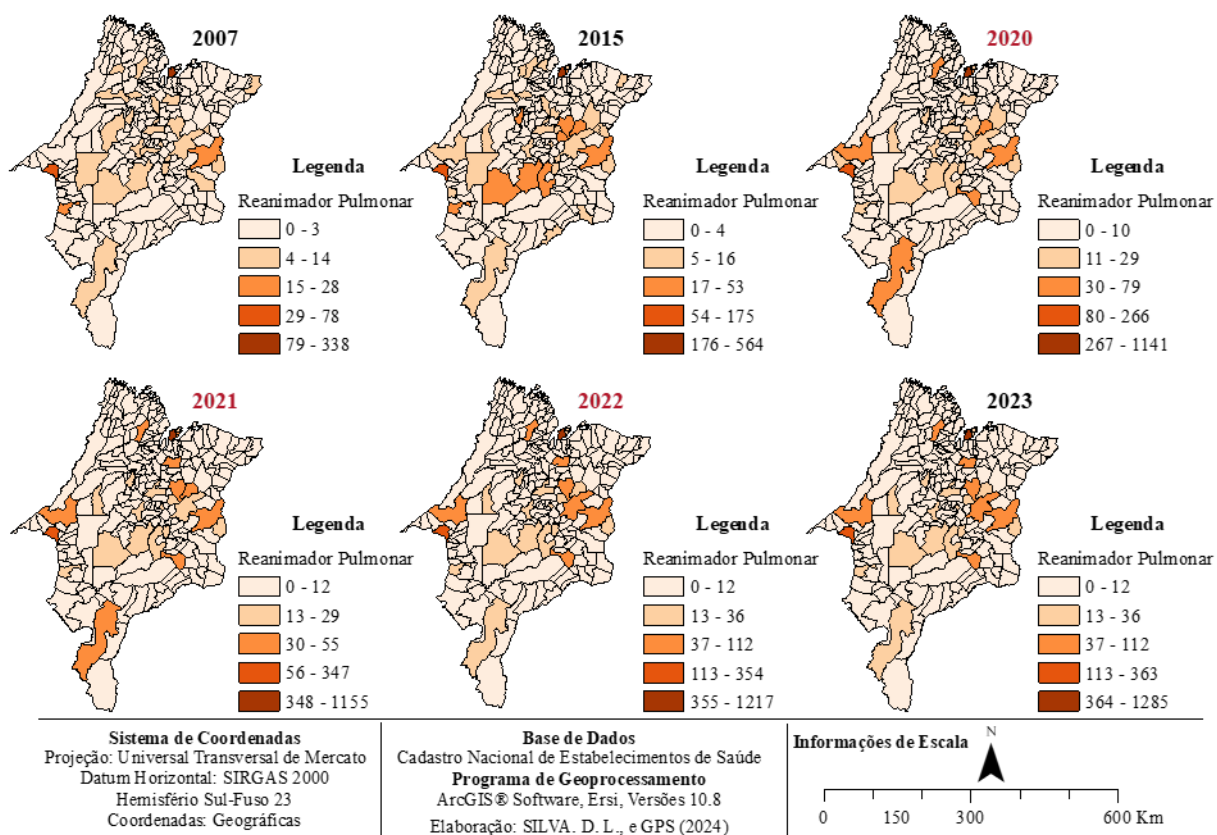 2007
Legenda
Reanimador Pulmonar
0 - 3
4 - 14
15 - 28
29 - 78
79 - 338
2015
Legenda
Reanimador Pulmonar
0 - 4
5 - 16
17 - 53
54 - 175
176 - 564
2020
Legenda
Reanimador Pulmonar
0 - 10
11 - 29
30 - 79
80 - 266
267 - 1141
2021
Legenda
Reanimador Pulmonar
0 - 12
13 - 29
30 - 55
56 - 347
348 - 1155
2022
Legenda
Reanimador Pulmonar
0 - 12
13 - 36
37 - 112
113 - 354
355 - 1217
2023
Legenda
Reanimador Pulmonar
0 - 12
13 - 36
37 - 112
113 - 363
364 - 1285
Sistema de Coordenadas
Projeção: Universal Transversal de Mercato
Datum Horizontal: SIRGAS 2000
Hemisfério Sul-Fuso 23
Coordenadas: Geográficas
Base de Dados
Cadastro Nacional de Estabelecimentos de Saúde
Programa de Geoprocessamento
ArcGIS® Software, Ersi, Versões 10.8
Elaboração: SILVA. D. L., e GPS (2024)
Informações de Escala
N
0 150 300 600 Km